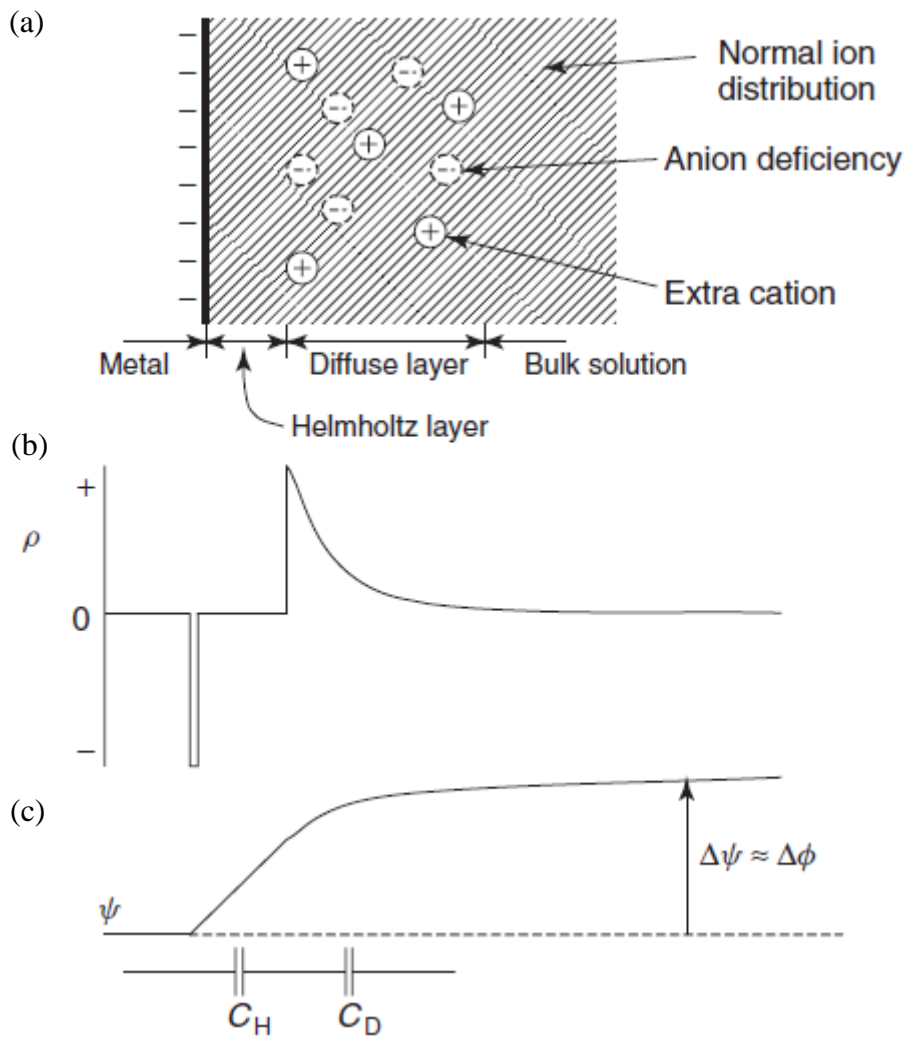 (a)
Normal ion
distribution
Anion deficiency
Extra cation
Metal
Diffuse layer
Bulk solution
Helmholtz layer
(b)
+
ρ
0
−
(c)
Δψ ≈ Δϕ
ψ
C_H
C_D